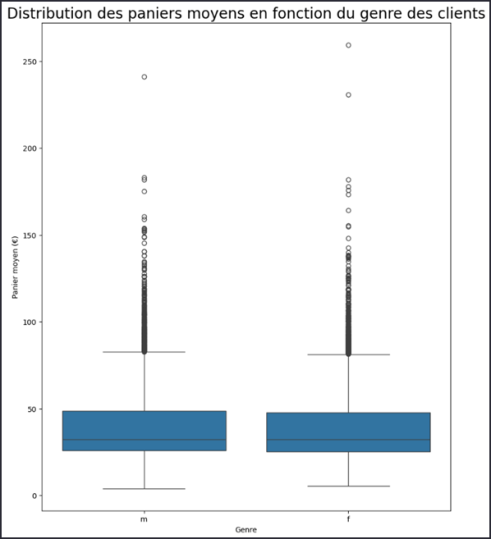 Distribution des paniers moyens en fonction du genre des clients
250
200
150
100
50
0
Panier moyen (€)
m
f
Genre